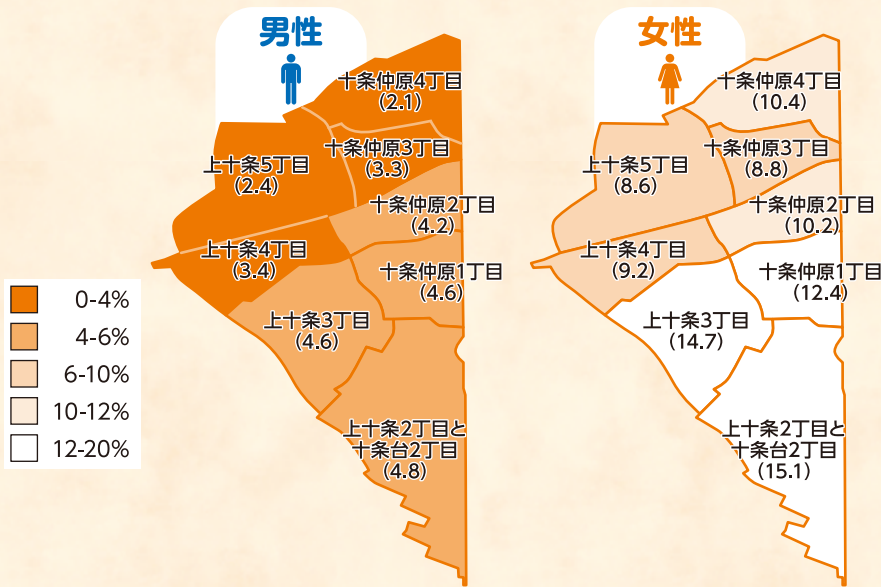 男性
十条仲原4丁目
(2.1)
十条仲原3丁目
(3.3)
上十条5丁目
(2.4)
十条仲原2丁目
(4.2)
上十条4丁目
(3.4)
十条仲原1丁目
(4.6)
上十条3丁目
(4.6)
上十条2丁目と
十条台2丁目
(4.8)
女性
十条仲原4丁目
(10.4)
十条仲原3丁目
(8.8)
上十条5丁目
(8.6)
十条仲原2丁目
(10.2)
上十条4丁目
(9.2)
十条仲原1丁目
(12.4)
上十条3丁目
(14.7)
上十条2丁目と
十条台2丁目
(15.1)
0-4%
4-6%
6-10%
10-12%
12-20%